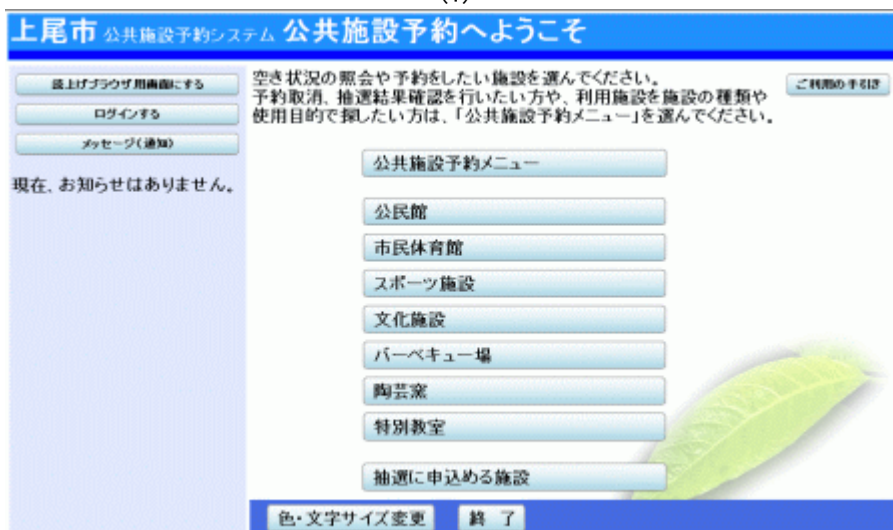 上尾市 公共施設予約システム 公共施設予約へようこそ
読上げブラウザ用画面にする
ログインする
メッセージ(通知)
現在、お知らせはありません。
空き状況の照会や予約をしたい施設を選んでください。
予約取消、抽選結果確認を行いたい方や、利用施設を施設の種類や
使用目的で探したい方は、「公共施設予約メニュー」を選んでください。
ご利用の手引き
公共施設予約メニュー
公民館
市民体育館
スポーツ施設
文化施設
バーベキュー場
陶芸窯
特別教室
抽選に申込める施設
色・文字サイズ変更
終 了